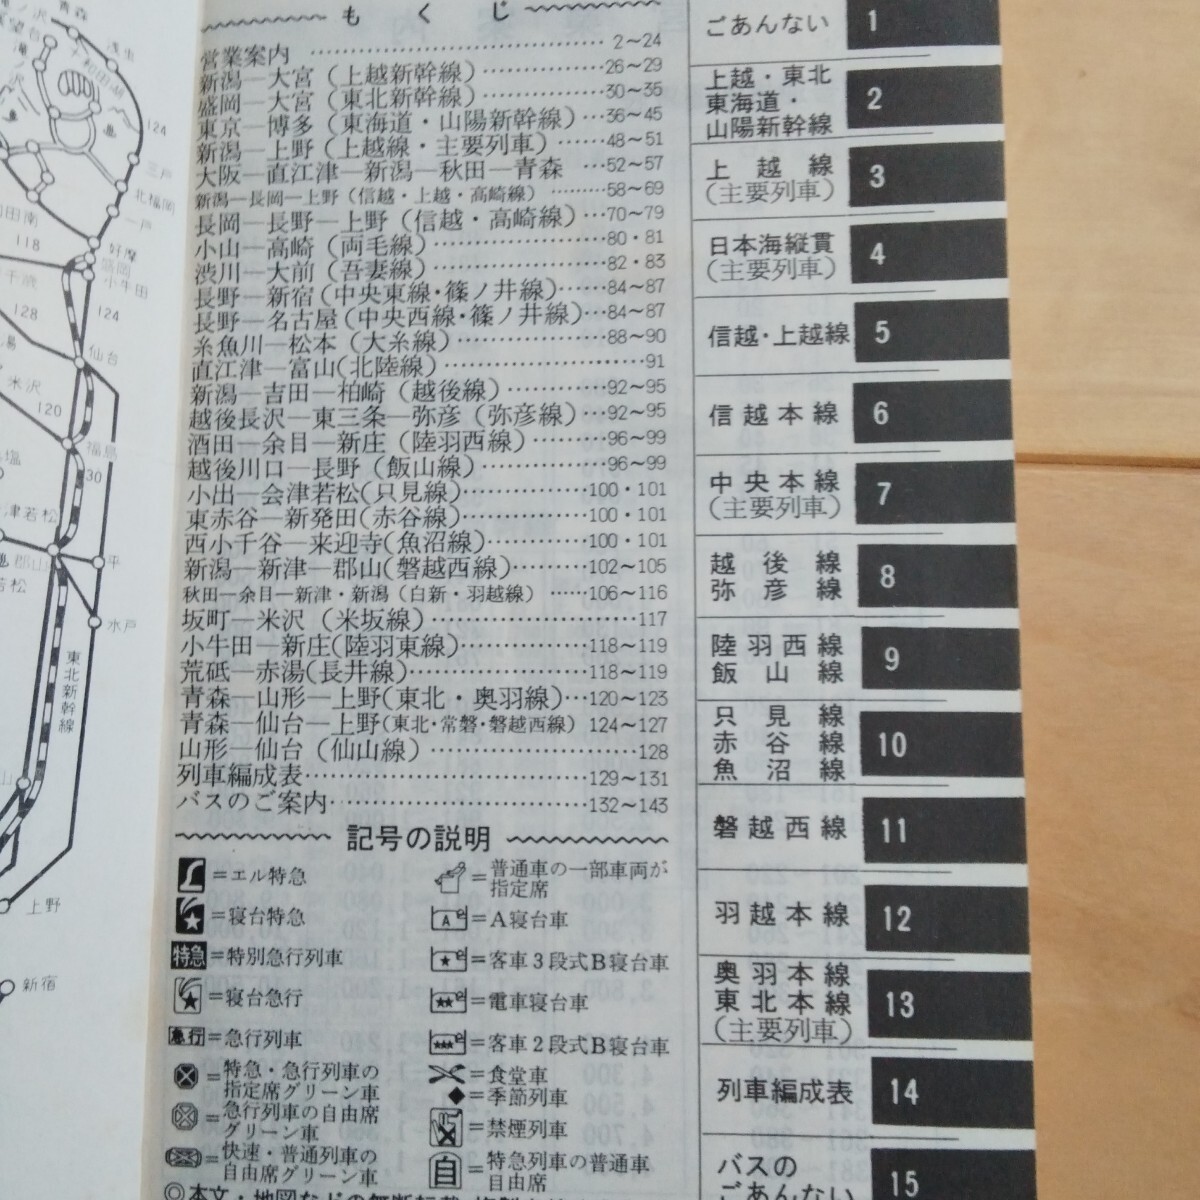 もくじ
営業案内 …… 2～24
新潟―大宮（上越新幹線）…… 26～29
盛岡―大宮（東北新幹線）…… 30～35
東京―博多（東海道・山陽新幹線）… 36～45
新潟―上野（上越線・主要列車）…… 48～51
大阪―直江津―新潟―秋田―青森 …… 52～57
新潟―長岡―上野（信越・上越・高崎線）…… 58～69
長岡―長野―上野（信越・高崎線）…… 70～79
小山―高崎（両毛線）…… 80・81
渋川―大前（吾妻線）…… 82・83
長野―新宿（中央東線・篠ノ井線）…… 84～87
長野―名古屋（中央西線・篠ノ井線）… 84～87
糸魚川―松本（大糸線）…… 88～90
直江津―富山（北陸線）…… 91
新潟―吉田―柏崎（越後線）…… 92～95
越後長沢―東三条―弥彦（弥彦線）… 92～95
酒田―余目―新庄（陸羽西線）…… 96～99
越後川口―長野（飯山線）…… 96～99
小出―会津若松（只見線）…… 100・101
東赤谷―新発田（赤谷線）…… 100・101
西小千谷―来迎寺（魚沼線）…… 100・101
新潟―新津―郡山（磐越西線）…… 102～105
秋田―余目―新津・新潟（白新・羽越線）…… 106～116
坂町―米沢（米坂線）…… 117
小牛田―新庄（陸羽東線）…… 118～119
荒砥―赤湯（長井線）…… 118～119
青森―山形―上野（東北・奥羽線）… 120～123
青森―仙台―上野（東北・常磐・磐越西線）124～127
山形―仙台（仙山線）…… 128
列車編成表…… 129～131
バスのご案内…… 132～143
記号の説明
＝エル特急
＝寝台特急
特急＝特別急行列車
＝寝台急行
急行＝急行列車
＝特急・急行列車の
指定席グリーン車
＝急行列車の自由席
グリーン車
＝快速・普通列車の
自由席グリーン車
＝普通車の一部車両が
指定席
A＝A寝台車
★＝客車3段式B寝台車
★★＝電車寝台車
★★★＝客車2段式B寝台車
＝食堂車
◆＝季節列車
＝禁煙列車
自＝特急列車の普通車
自由席
ごあんない 1
上越・東北
東海道・
山陽新幹線 2
上越線
（主要列車） 3
日本海縦貫
（主要列車） 4
信越・上越線 5
信越本線 6
中央本線
（主要列車） 7
越後線
弥彦線 8
陸羽西線
飯山線 9
只見線
赤谷線
魚沼線 10
磐越西線 11
羽越本線 12
奥羽本線
東北本線
（主要列車） 13
列車編成表 14
バスの
ごあんない 15
青森
浅虫
十和田湖
124
三戸
北福岡
一戸
好摩
盛岡
小牛田
118
千歳
128
124
仙台
米沢
120
福島
30
郡山
平
水戸
東北新幹線
上野
新宿